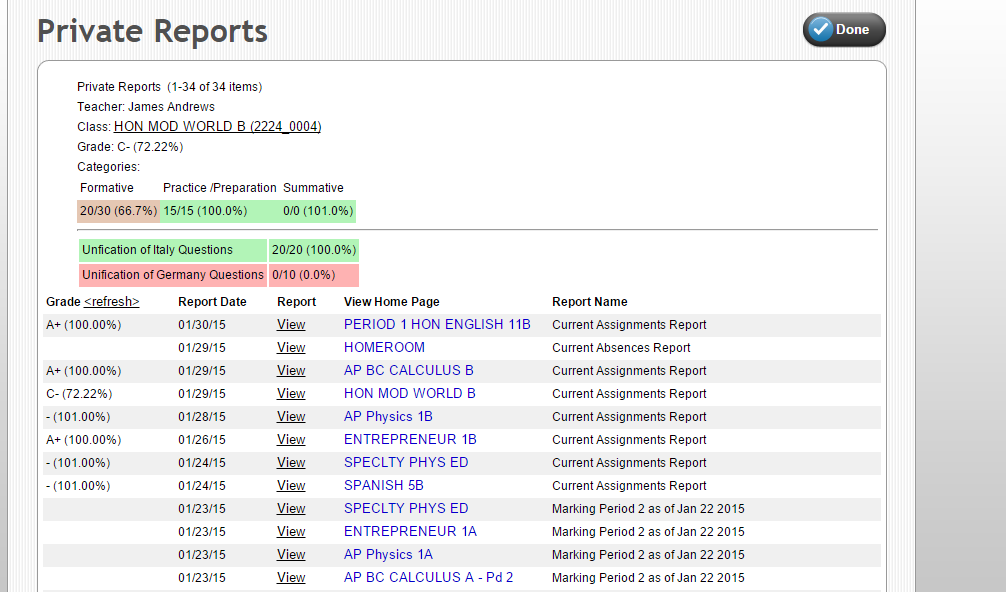 Private Reports
Done
Private Reports (1-34 of 34 items)
Teacher: James Andrews
Class: HON MOD WORLD B (2224_0004)
Grade: C- (72.22%)
Categories:
Formative Practice /Preparation Summative
20/30 (66.7%) 15/15 (100.0%) 0/0 (101.0%)
Unfication of Italy Questions 20/20 (100.0%)
Unification of Germany Questions 0/10 (0.0%)
Grade <refresh> Report Date Report View Home Page Report Name
A+ (100.00%) 01/30/15 View PERIOD 1 HON ENGLISH 11B Current Assignments Report
01/29/15 View HOMEROOM Current Absences Report
A+ (100.00%) 01/29/15 View AP BC CALCULUS B Current Assignments Report
C- (72.22%) 01/29/15 View HON MOD WORLD B Current Assignments Report
- (101.00%) 01/28/15 View AP Physics 1B Current Assignments Report
A+ (100.00%) 01/26/15 View ENTREPRENEUR 1B Current Assignments Report
- (101.00%) 01/24/15 View SPECLTY PHYS ED Current Assignments Report
- (101.00%) 01/24/15 View SPANISH 5B Current Assignments Report
01/23/15 View SPECLTY PHYS ED Marking Period 2 as of Jan 22 2015
01/23/15 View ENTREPRENEUR 1A Marking Period 2 as of Jan 22 2015
01/23/15 View AP Physics 1A Marking Period 2 as of Jan 22 2015
01/23/15 View AP BC CALCULUS A - Pd 2 Marking Period 2 as of Jan 22 2015